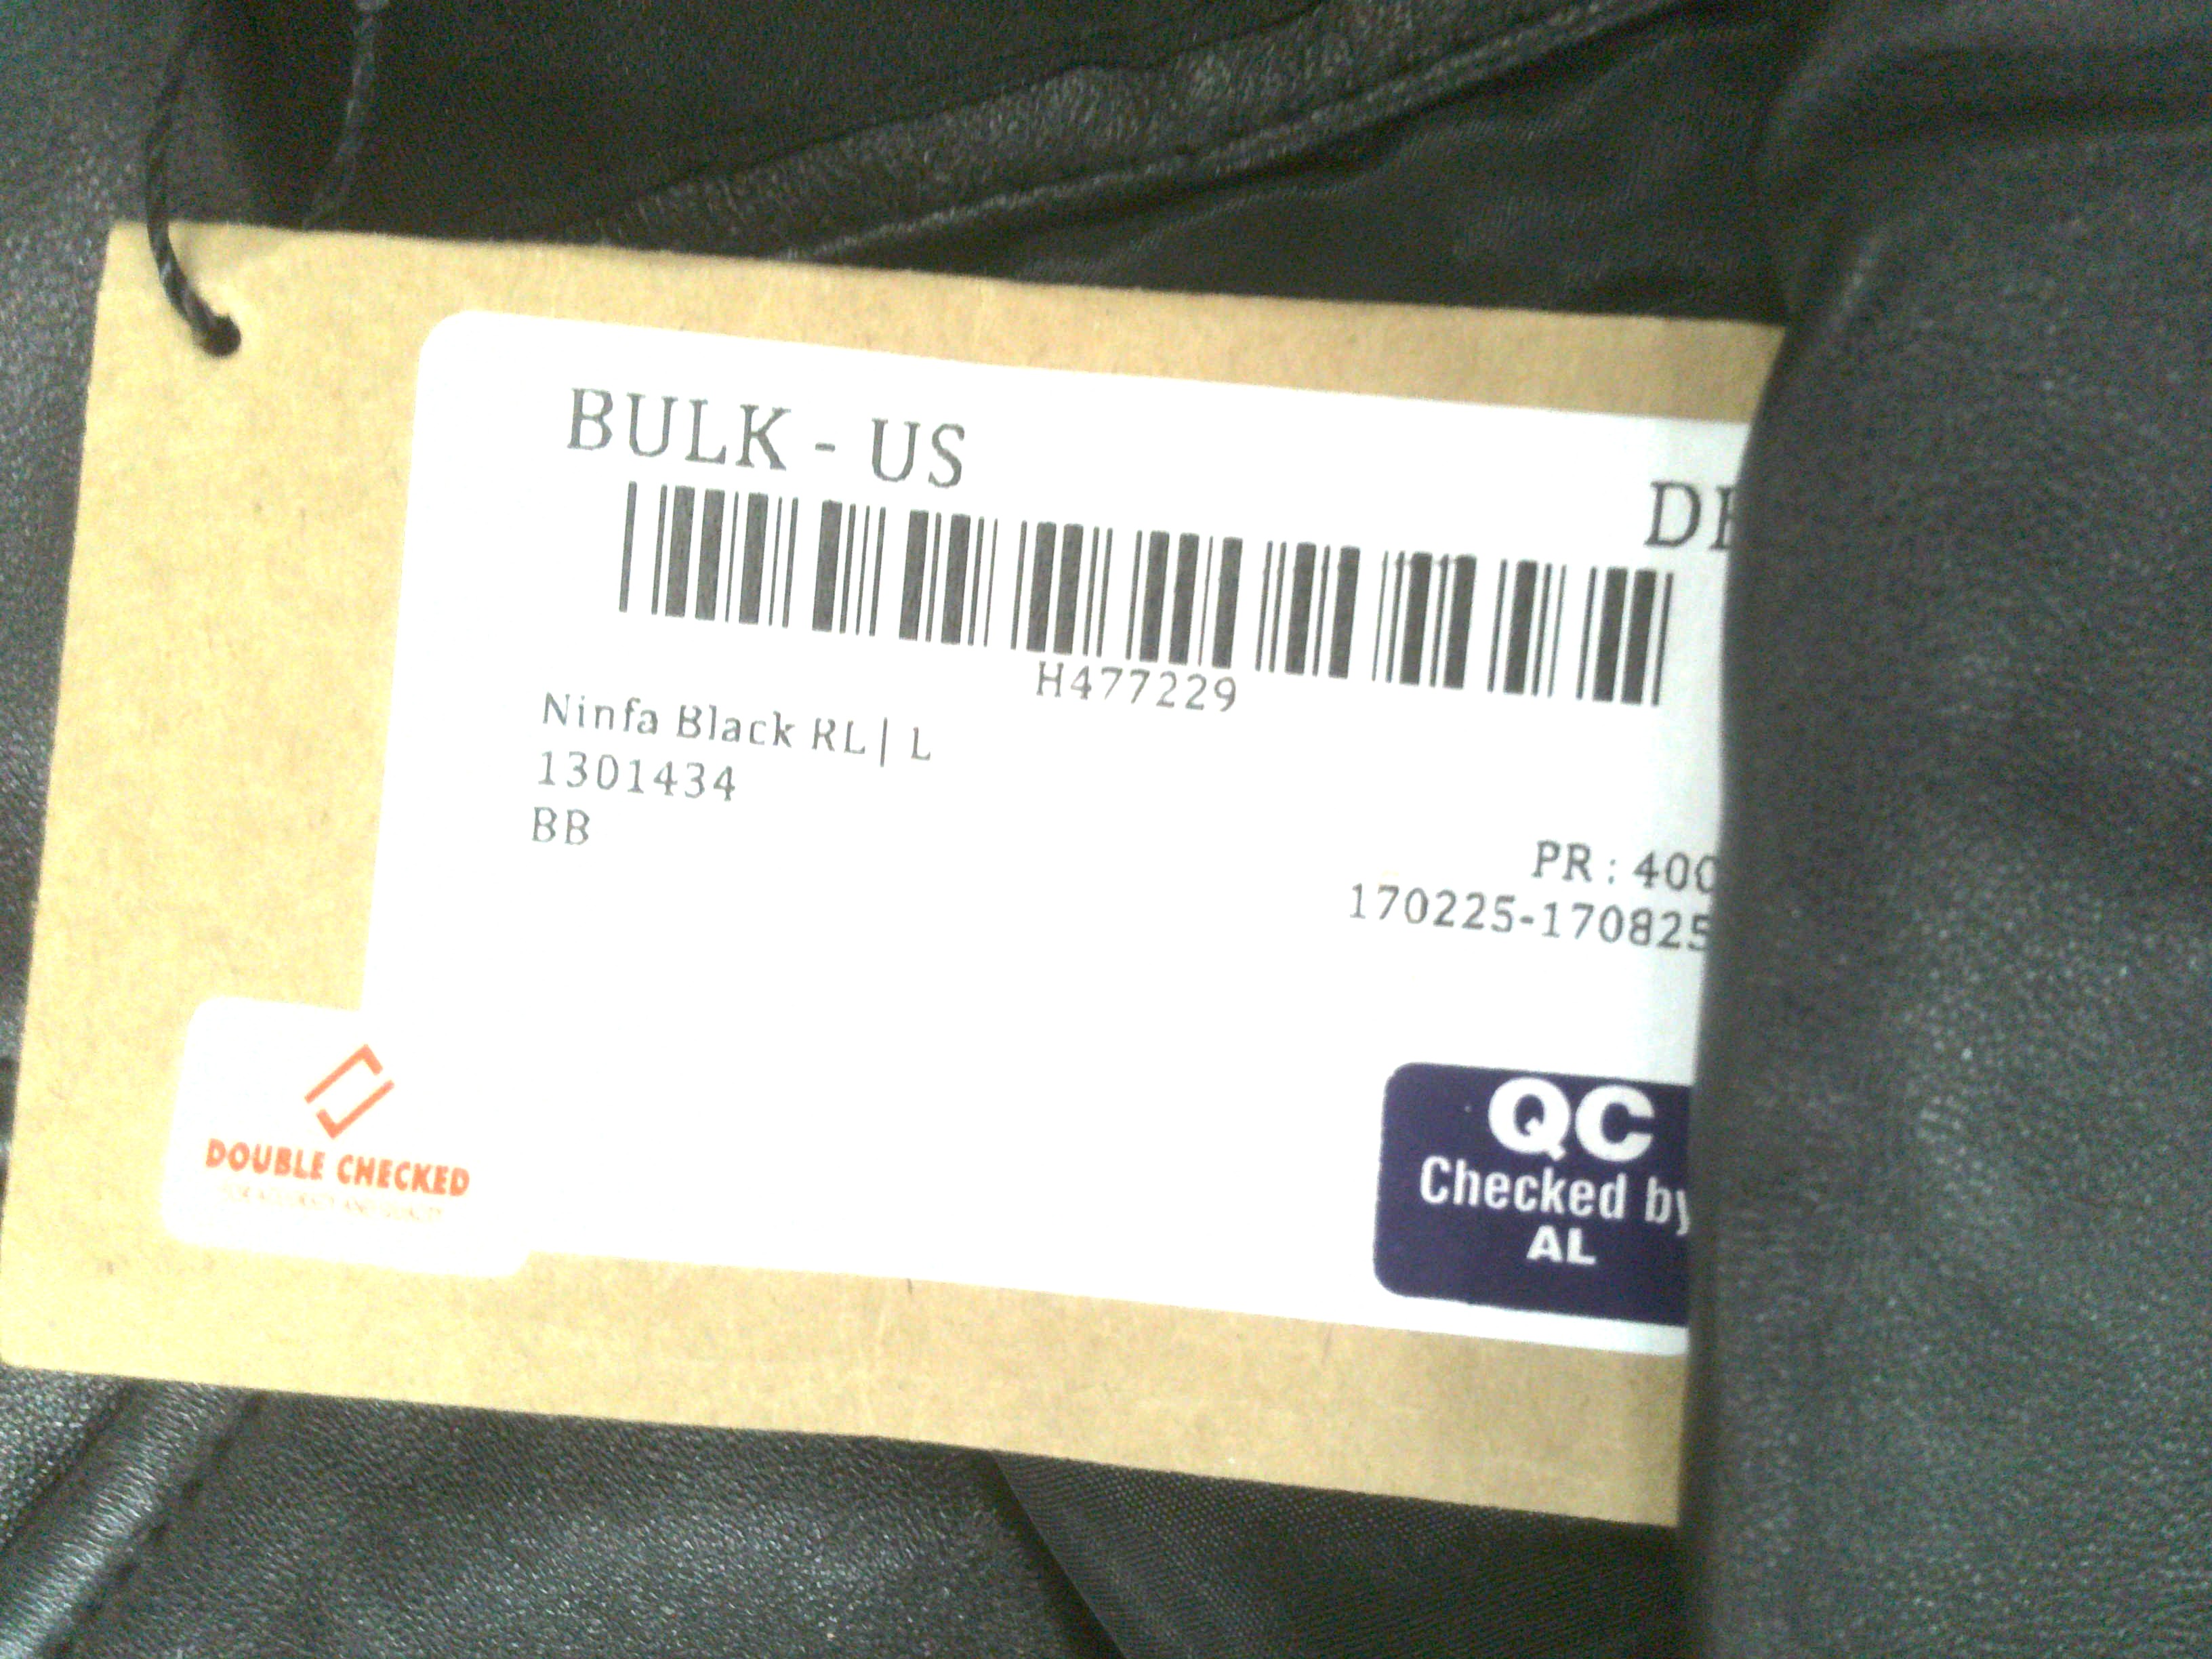 BULK - US
H477229
Ninfa Black RL| L
1301434
BB
PR : 400
170225-170825
DOUBLE CHECKED
QC
Checked by
AL